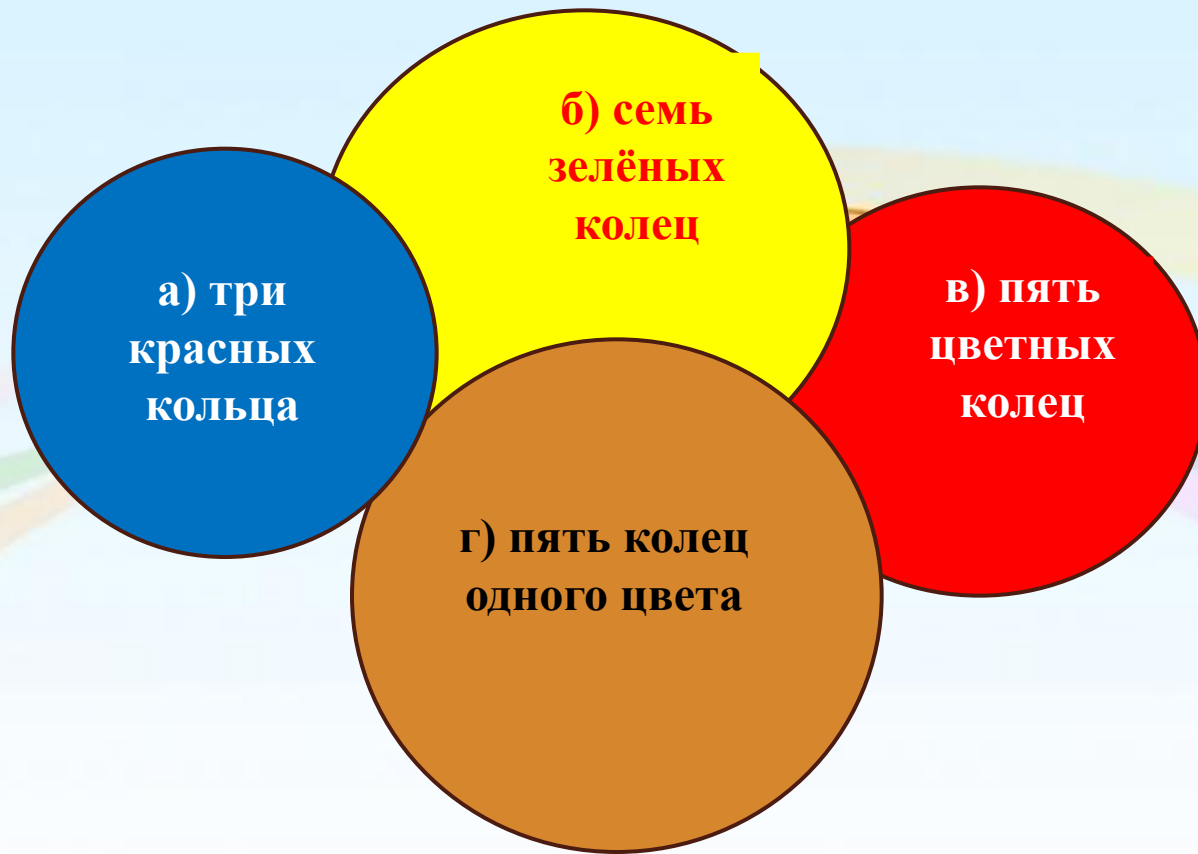 а) три
красных
кольца
б) семь
зелёных
колец
в) пять
цветных
колец
г) пять колец
одного цвета